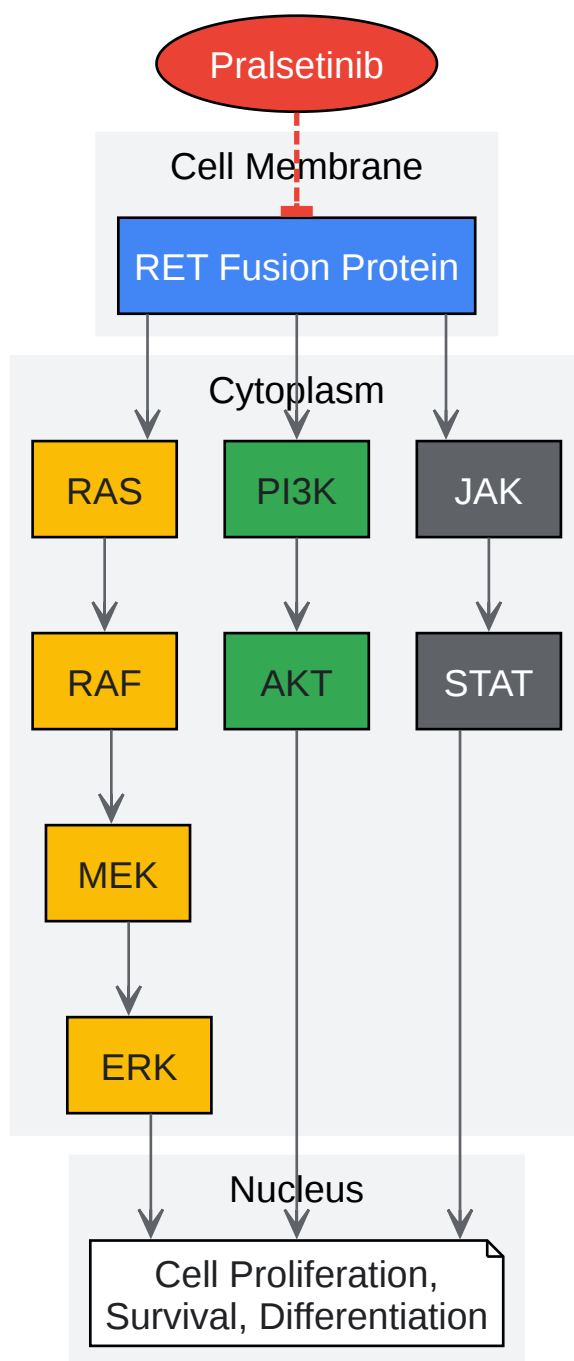 Pralsetinib
Cell Membrane
RET Fusion Protein
Cytoplasm
RAS
PI3K
JAK
RAF
AKT
STAT
MEK
ERK
Nucleus
Cell Proliferation,
Survival, Differentiation